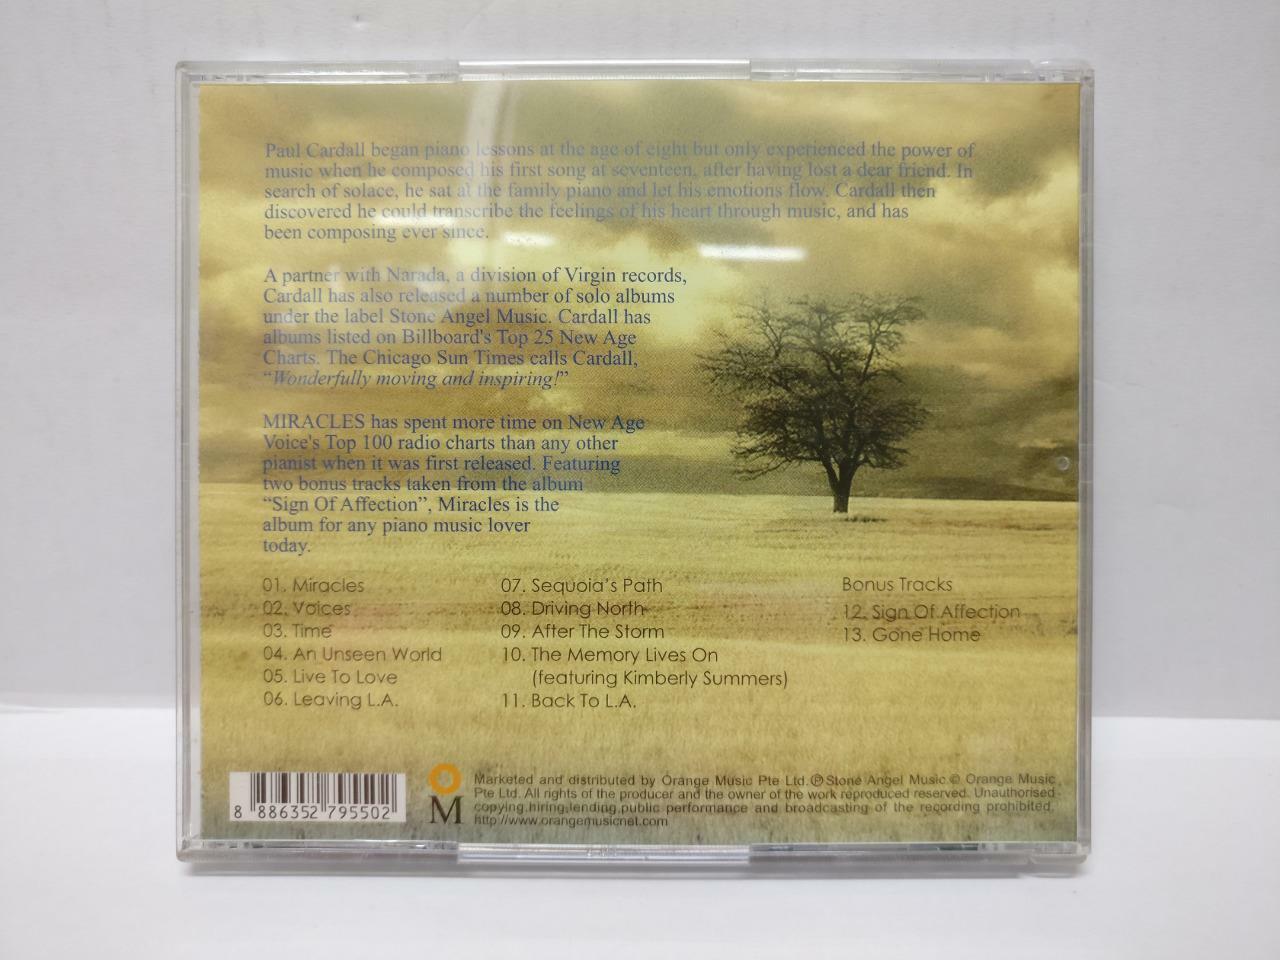 Paul Cardall began piano lessons at the age of eight but only experienced the power of
music when he composed his first song at seventeen, after having lost a dear friend. In
search of solace, he sat at the family piano and let his emotions flow. Cardall then
discovered he could transcribe the feelings of his heart through music, and has
been composing ever since.
A partner with Narada, a division of Virgin records,
Cardall has also released a number of solo albums
under the label Stone Angel Music. Cardall has
albums listed on Billboard's Top 25 New Age
Charts. The Chicago Sun Times calls Cardall,
“Wonderfully moving and inspiring!”
MIRACLES has spent more time on New Age
Voice's Top 100 radio charts than any other
pianist when it was first released. Featuring
two bonus tracks taken from the album
“Sign Of Affection”, Miracles is the
album for any piano music lover
today.
01. Miracles
02. Voices
03. Time
04. An Unseen World
05. Live To Love
06. Leaving L.A.
07. Sequoia's Path
08. Driving North
09. After The Storm
10. The Memory Lives On
(featuring Kimberly Summers)
11. Back To L.A.
Bonus Tracks
12. Sign Of Affection
13. Gone Home
8 886352 795502
M
Marketed and distributed by Orange Music Pte Ltd. ℗ Stone Angel Music © Orange Music
Pte Ltd. All rights of the producer and the owner of the work reproduced reserved. Unauthorised
copying,hiring,lending,public performance and broadcasting of the recording prohibited.
http://www.orangemusicnet.com